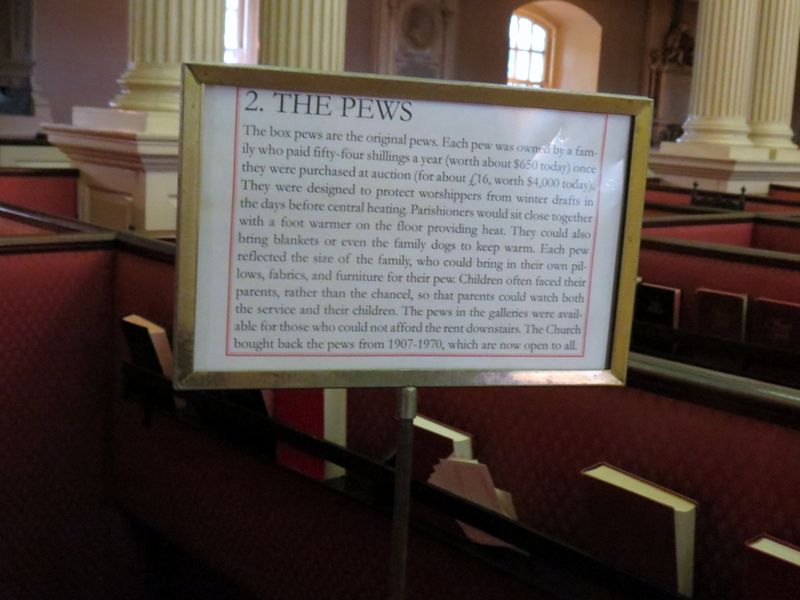 2. THE PEWS
The box pews are the original pews. Each pew was owned by a fam-
ily who paid fifty-four shillings a year (worth about $650 today) once
they were purchased at auction (for about £16, worth $4,000 today).
They were designed to protect worshippers from winter drafts in
the days before central heating. Parishioners would sit close together
with a foot warmer on the floor providing heat. They could also
bring blankets or even the family dogs to keep warm. Each pew
reflected the size of the family, who could bring in their own pil-
lows, fabrics, and furniture for their pew. Children often faced their
parents, rather than the chancel, so that parents could watch both
the service and their children. The pews in the galleries were avail-
able for those who could not afford the rent downstairs. The Church
bought back the pews from 1907-1970, which are now open to all.